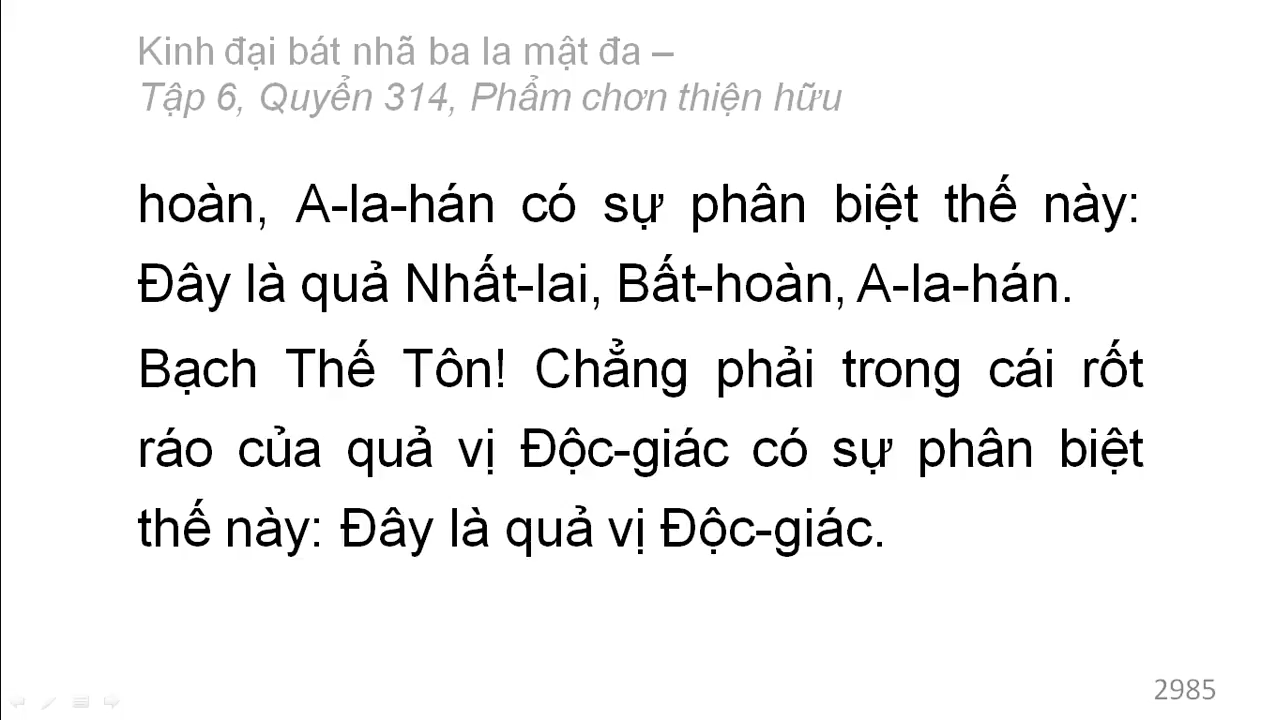 Kinh đại bát nhã ba la mật đa –
Tập 6, Quyển 314, Phẩm chơn thiện hữu
hoàn, A-la-hán có sự phân biệt thế này:
Đây là quả Nhất-lai, Bất-hoàn, A-la-hán.
Bạch Thế Tôn! Chẳng phải trong cái rốt
ráo của quả vị Độc-giác có sự phân biệt
thế này: Đây là quả vị Độc-giác.
2985